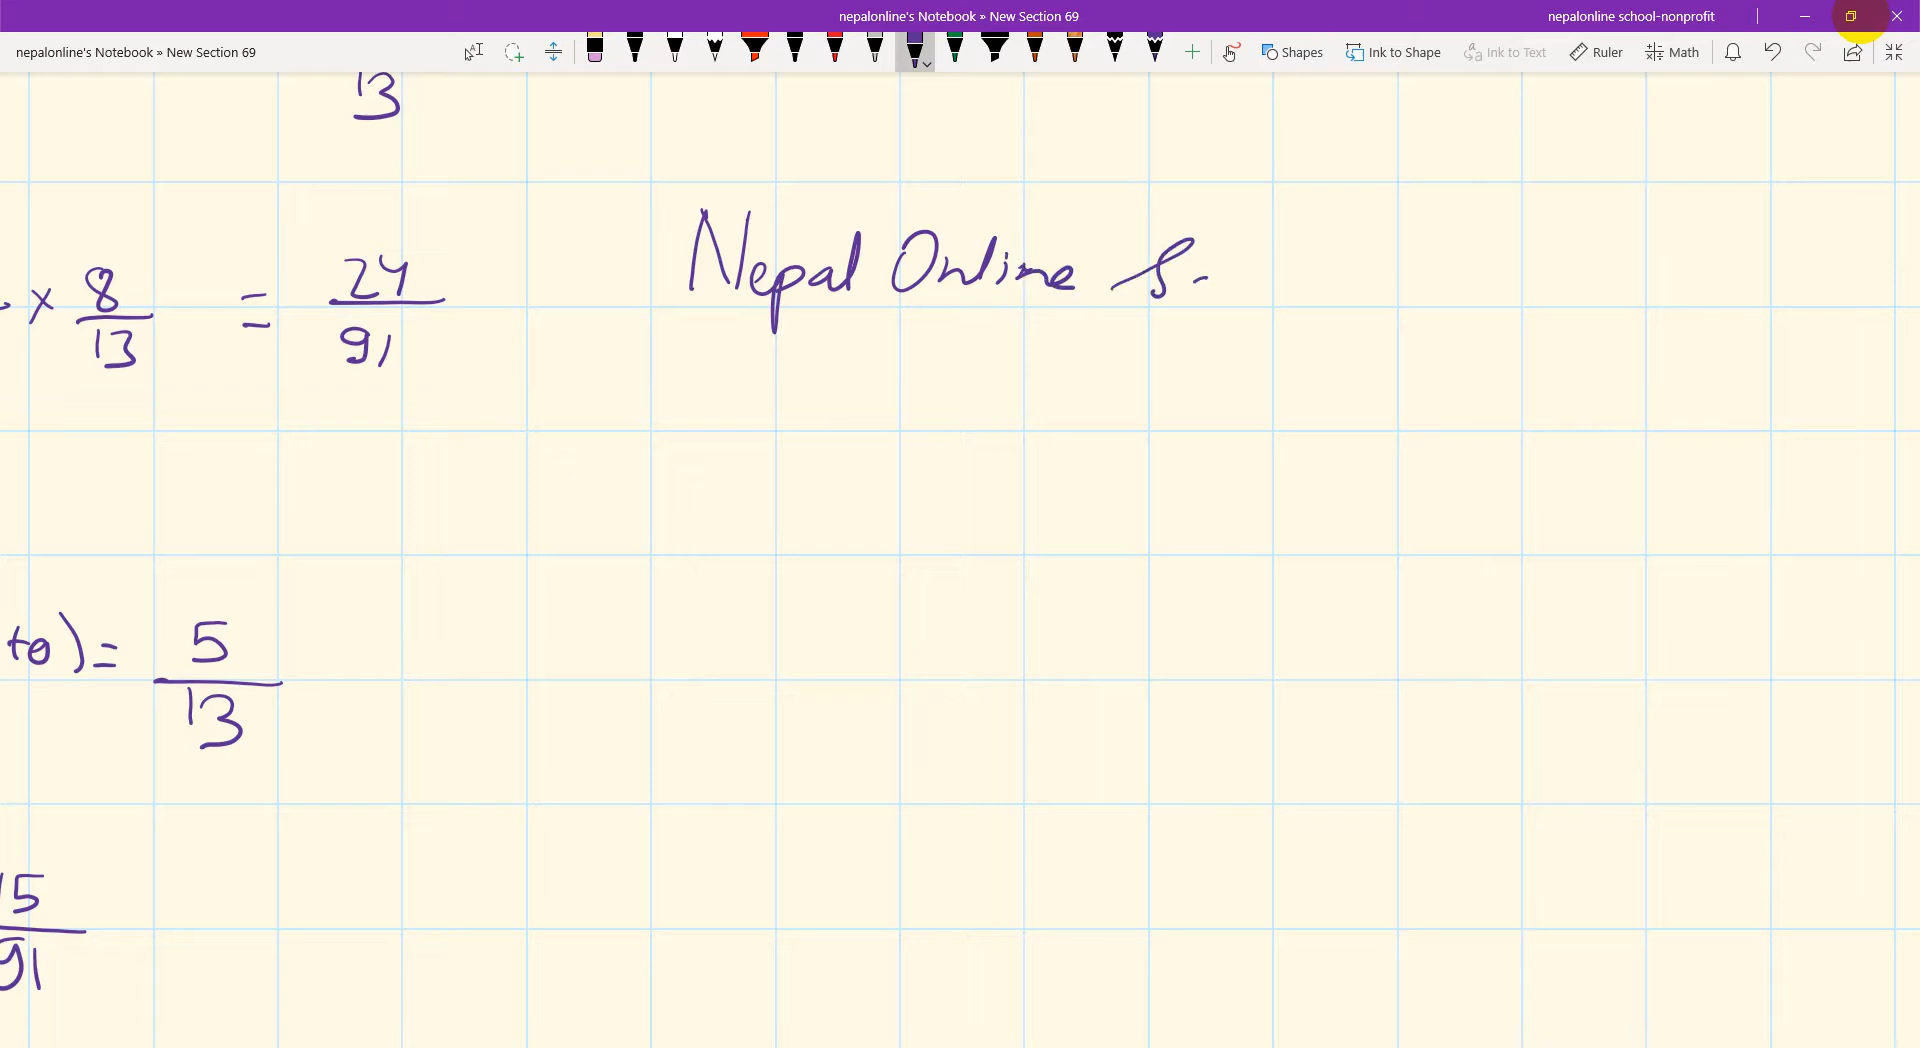 nepalonline's Notebook » New Section 69
nepalonline school-nonprofit
nepalonline's Notebook » New Section 69
Shapes
Ink to Shape
Ink to Text
Ruler
Math
13
× 8/13 = 24/91
Nepal Online S.
to) = 5/13
15/91